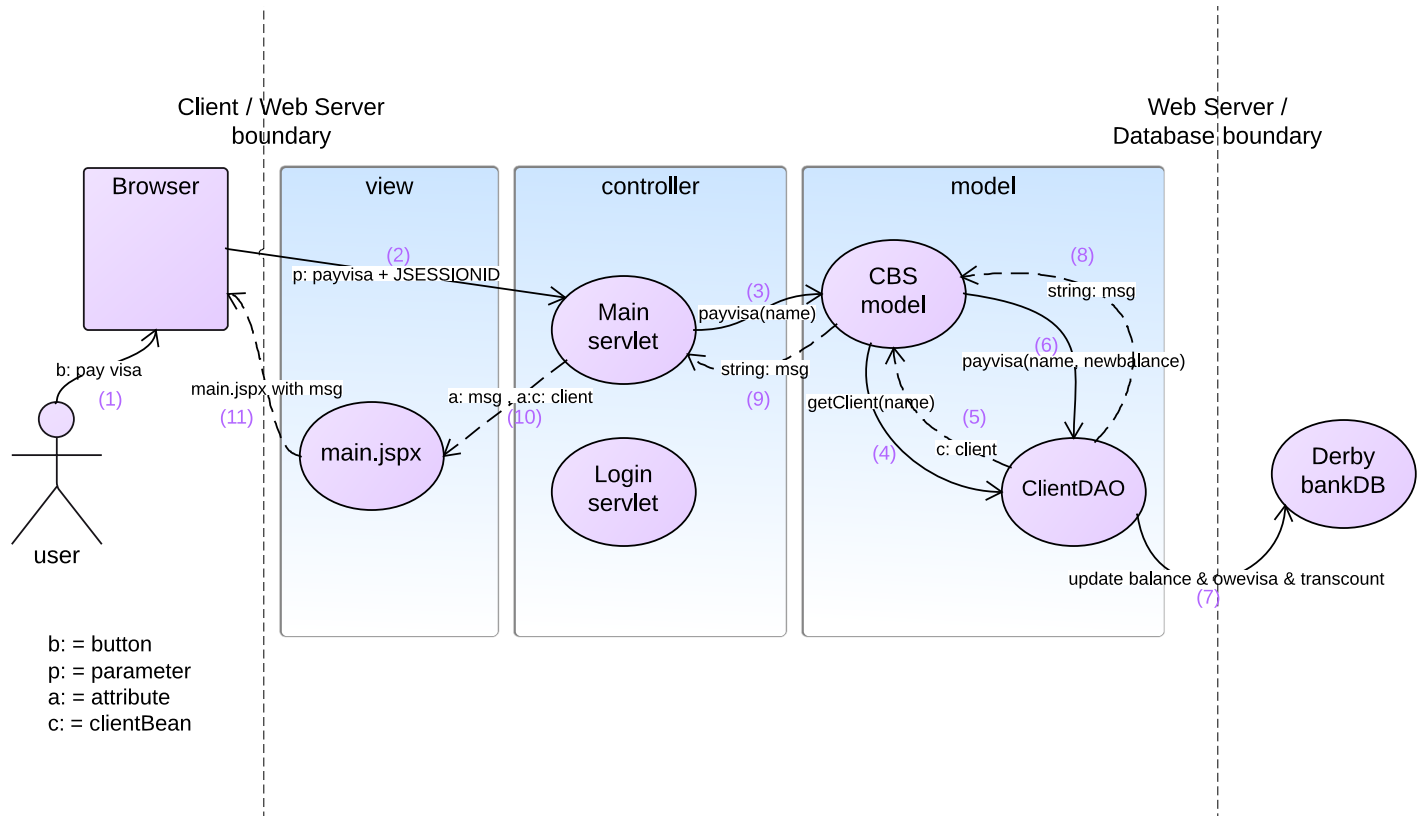 Client / Web Server
boundary
Web Server /
Database boundary
Browser
view
controller
model
(2)
p: payvisa + JSESSIONID
Main
servlet
(3)
payvisa(name)
CBS
model
(8)
string: msg
(6)
payvisa(name, newbalance)
b: pay visa
(1)
main.jspx with msg
(11)
a: msg , a:c: client
(10)
string: msg
(9)
getClient(name)
(5)
c: client
(4)
main.jspx
Login
servlet
ClientDAO
Derby
bankDB
user
update balance & owevisa & transcount
(7)
b: = button
p: = parameter
a: = attribute
c: = clientBean